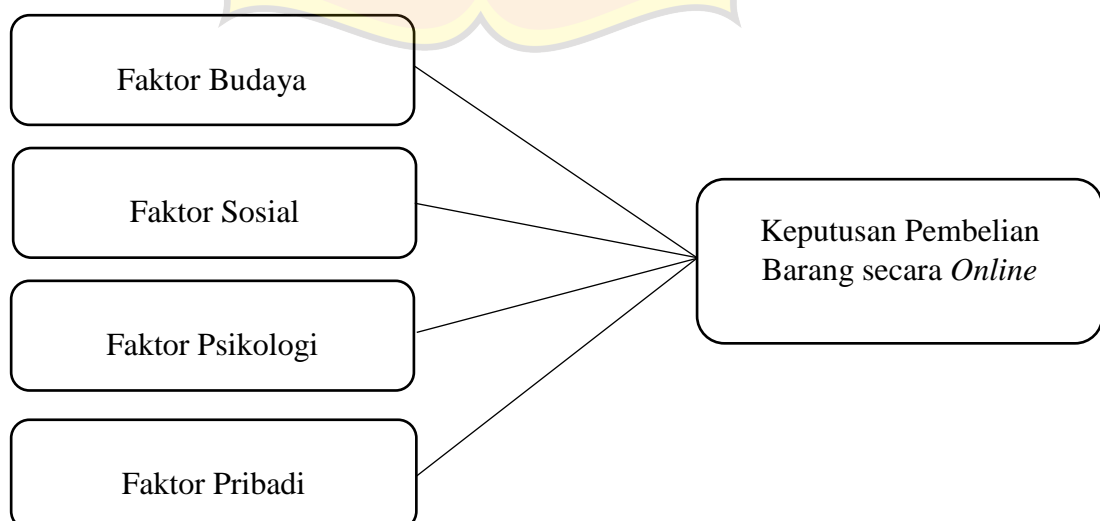 Faktor Budaya
Faktor Sosial
Faktor Psikologi
Faktor Pribadi
Keputusan Pembelian
Barang secara Online